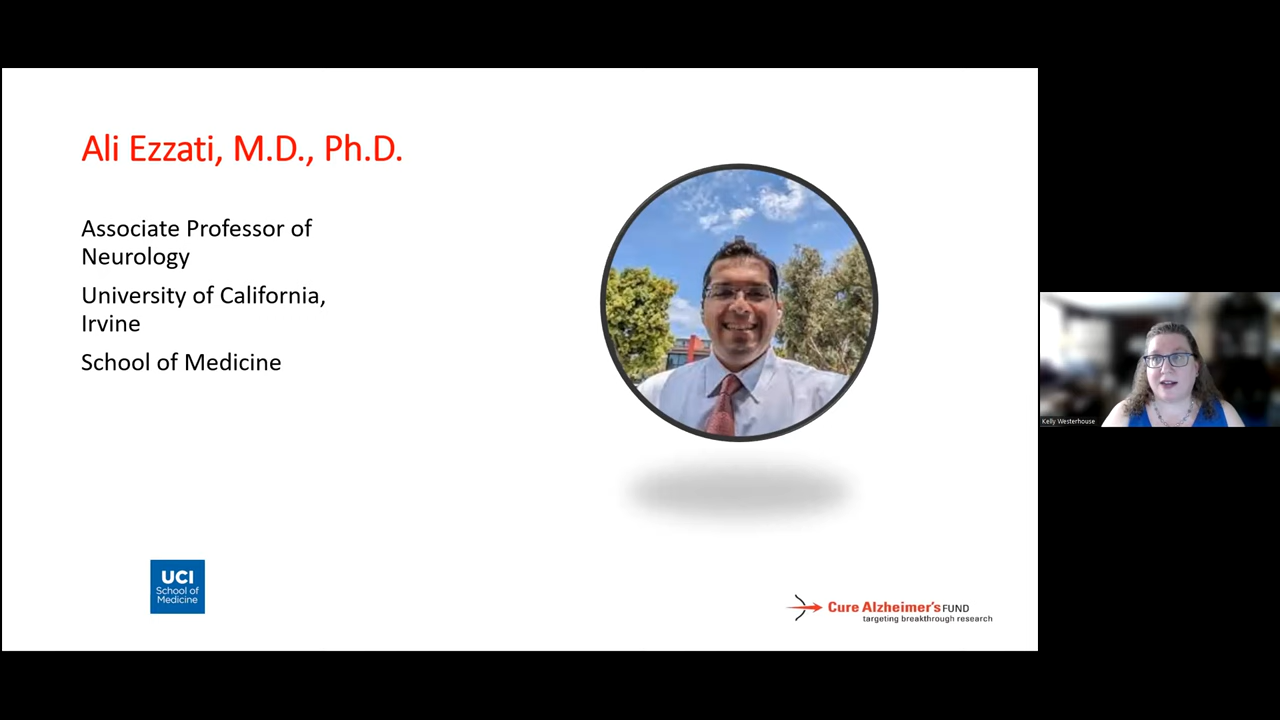 Ali Ezzati, M.D., Ph.D.
Associate Professor of
Neurology
University of California,
Irvine
School of Medicine
UCI
School of
Medicine
Cure Alzheimer's FUND
targeting breakthrough research
Kelly Westerhouse